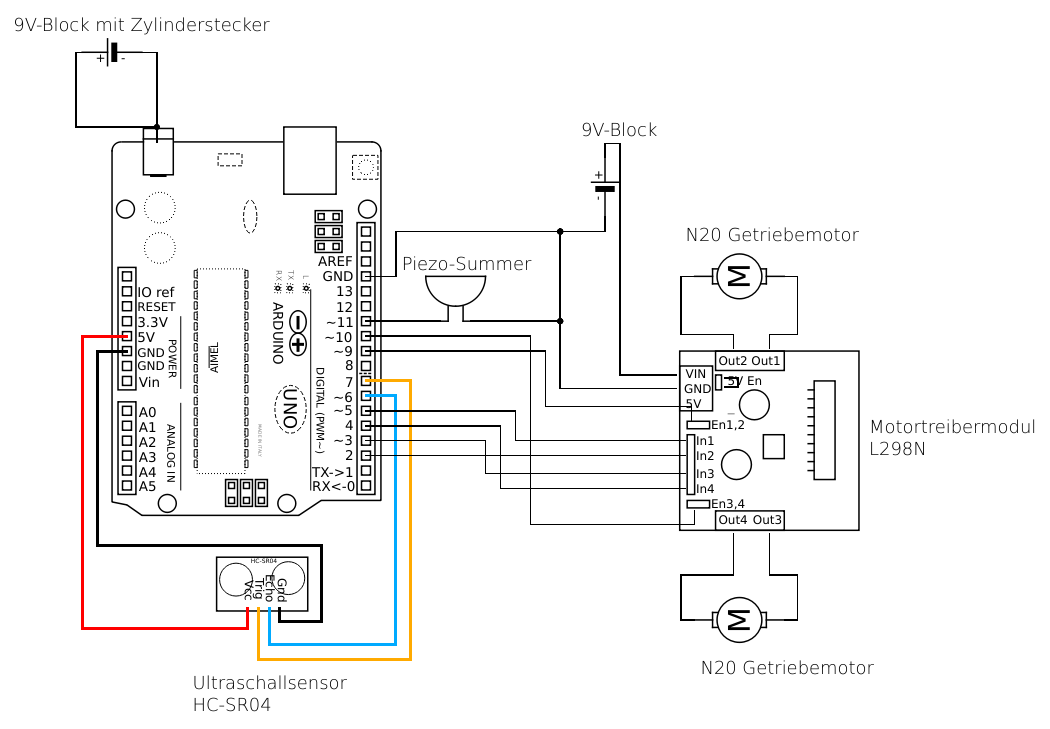 9V-Block mit Zylinderstecker
+ -
9V-Block
+
-
N20 Getriebemotor
M
Piezo-Summer
AREF
GND
13
12
~11
~10
~9
8
7
~6
~5
4
~3
2
TX->1
RX<-0
IO ref
RESET
3.3V
5V
GND
GND
Vin
POWER
A0
A1
A2
A3
A4
A5
ANALOG IN
AIMEL
RX
TX
L
ARDUINO
UNO
MADE IN ITALY
DIGITAL (PWM~)
Out2 Out1
VIN
GND
5V
5V En
En1,2
In1
In2
In3
In4
En3,4
Out4 Out3
Motortreibermodul
L298N
HC-SR04
Vcc
Trig
Echo
Gnd
M
N20 Getriebemotor
Ultraschallsensor
HC-SR04